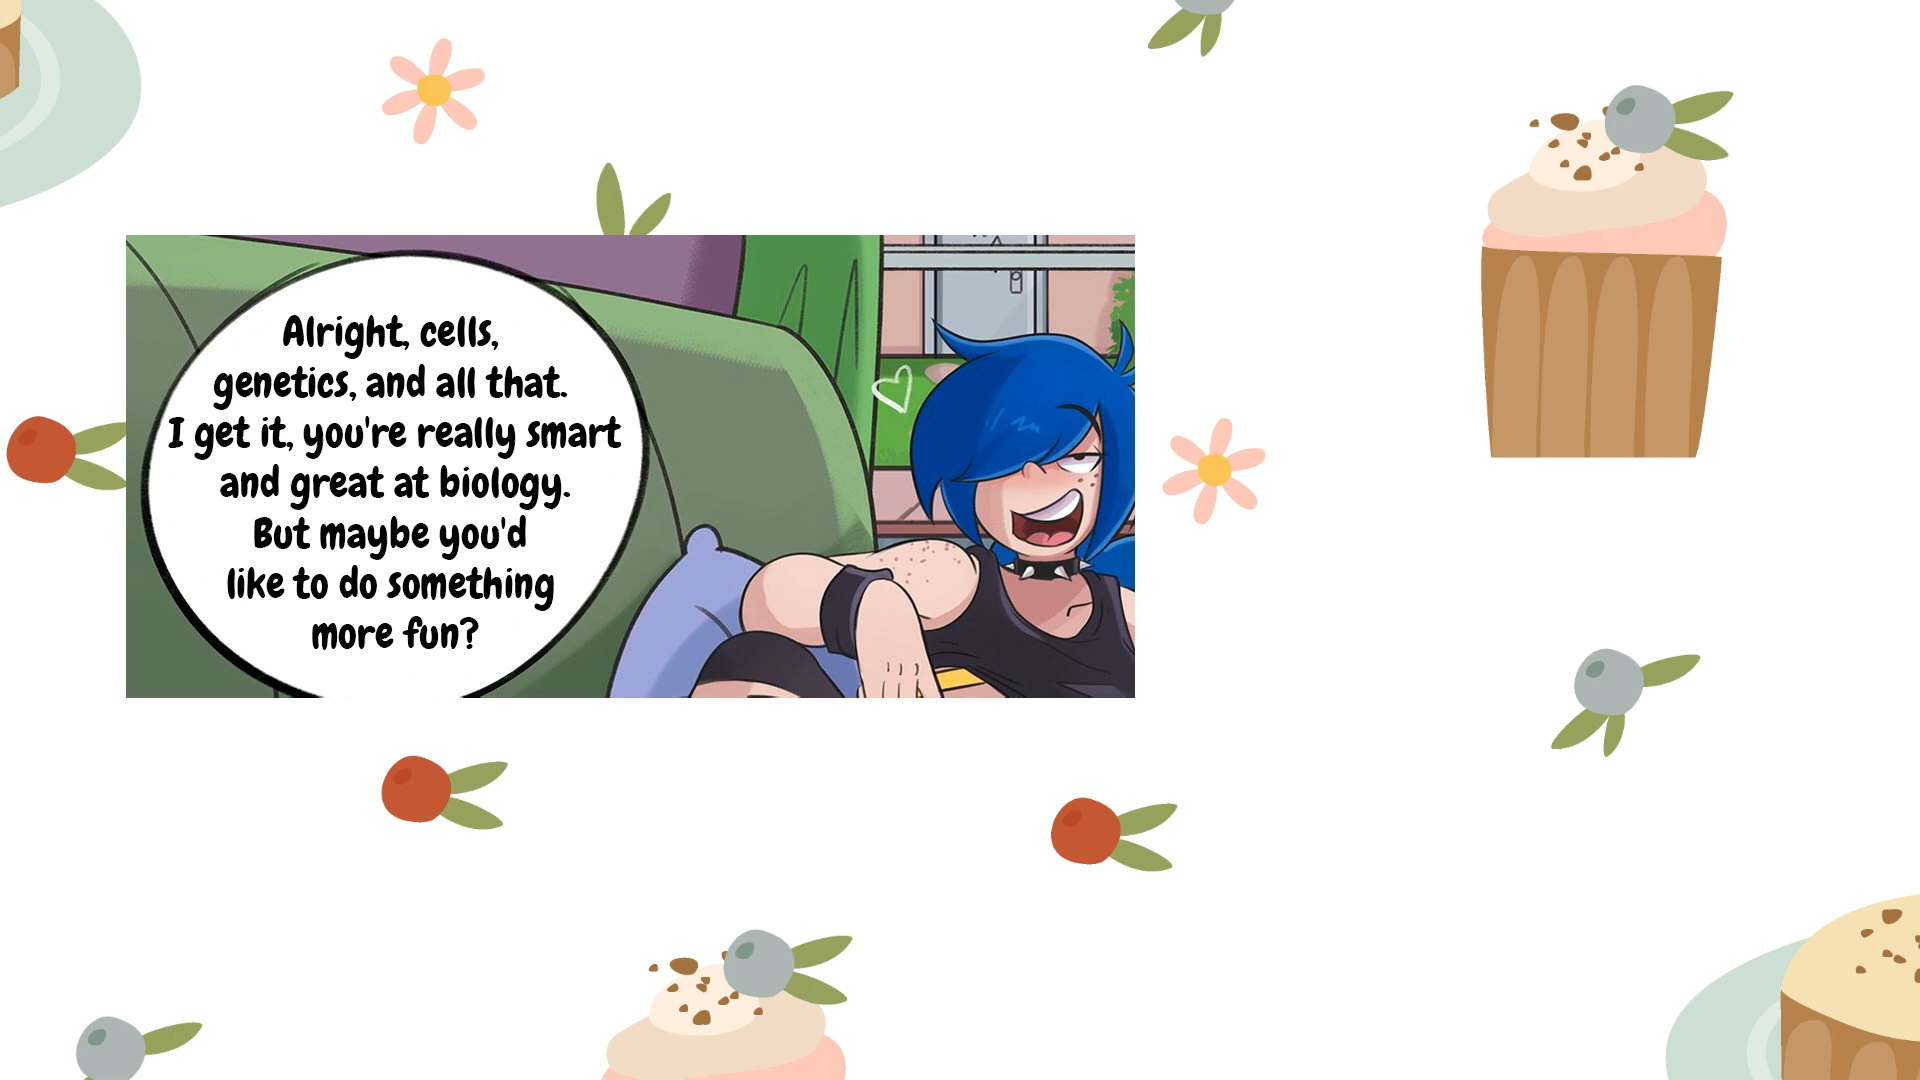 Alright, cells,
genetics, and all that.
I get it, you're really smart
and great at biology.
But maybe you'd
like to do something
more fun?